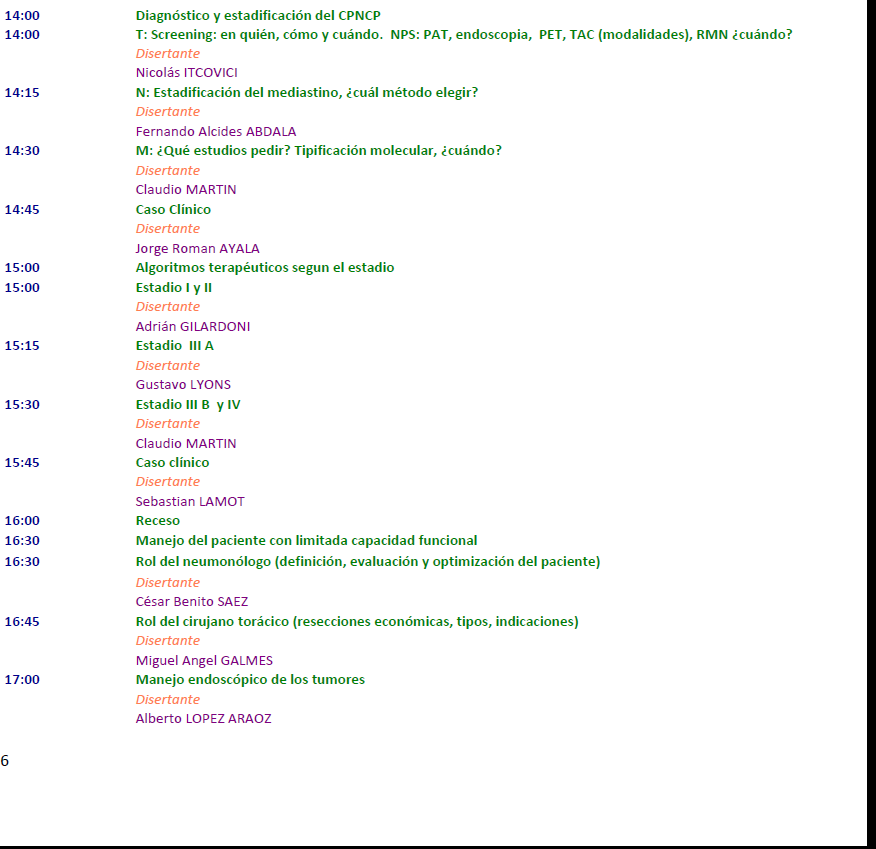 14:00 Diagnóstico y estadificación del CPNCP
14:00 T: Screening: en quién, cómo y cuándo.  NPS: PAT, endoscopia,  PET, TAC (modalidades), RMN ¿cuándo?
Disertante
Nicolás ITCOVICI
14:15 N: Estadificación del mediastino, ¿cuál método elegir?
Disertante
Fernando Alcides ABDALA
14:30 M: ¿Qué estudios pedir? Tipificación molecular, ¿cuándo?
Disertante
Claudio MARTIN
14:45 Caso Clínico
Disertante
Jorge Roman AYALA
15:00 Algoritmos terapéuticos segun el estadio
15:00 Estadio I y II
Disertante
Adrián GILARDONI
15:15 Estadio  III A
Disertante
Gustavo LYONS
15:30 Estadio III B  y IV
Disertante
Claudio MARTIN
15:45 Caso clínico
Disertante
Sebastian LAMOT
16:00 Receso
16:30 Manejo del paciente con limitada capacidad funcional
16:30 Rol del neumonólogo (definición, evaluación y optimización del paciente)
Disertante
César Benito SAEZ
16:45 Rol del cirujano torácico (resecciones económicas, tipos, indicaciones)
Disertante
Miguel Angel GALMES
17:00 Manejo endoscópico de los tumores
Disertante
Alberto LOPEZ ARAOZ
6